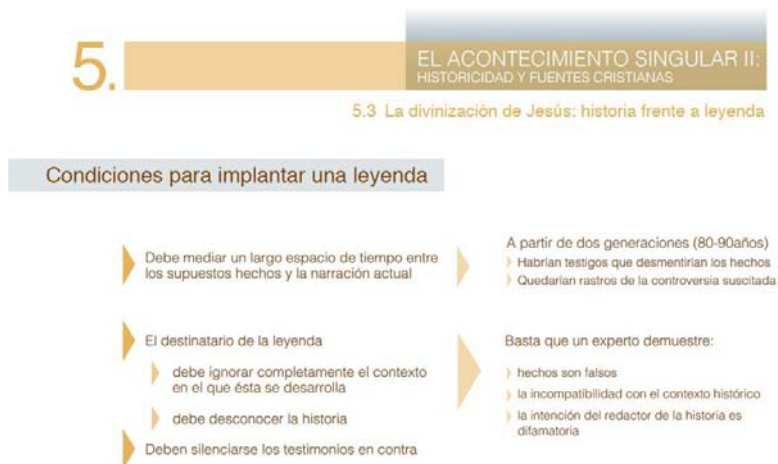 5.
EL ACONTECIMIENTO SINGULAR II:
HISTORICIDAD Y FUENTES CRISTIANAS
5.3 La divinización de Jesús: historia frente a leyenda
Condiciones para implantar una leyenda
Debe mediar un largo espacio de tiempo entre
los supuestos hechos y la narración actual
A partir de dos generaciones (80-90años)
Habrían testigos que desmentirían los hechos
Quedarían rastros de la controversia suscitada
El destinatario de la leyenda
debe ignorar completamente el contexto
en el que ésta se desarrolla
debe desconocer la historia
Deben silenciarse los testimonios en contra
Basta que un experto demuestre:
hechos son falsos
la incompatibilidad con el contexto histórico
la intención del redactor de la historia es
difamatoria